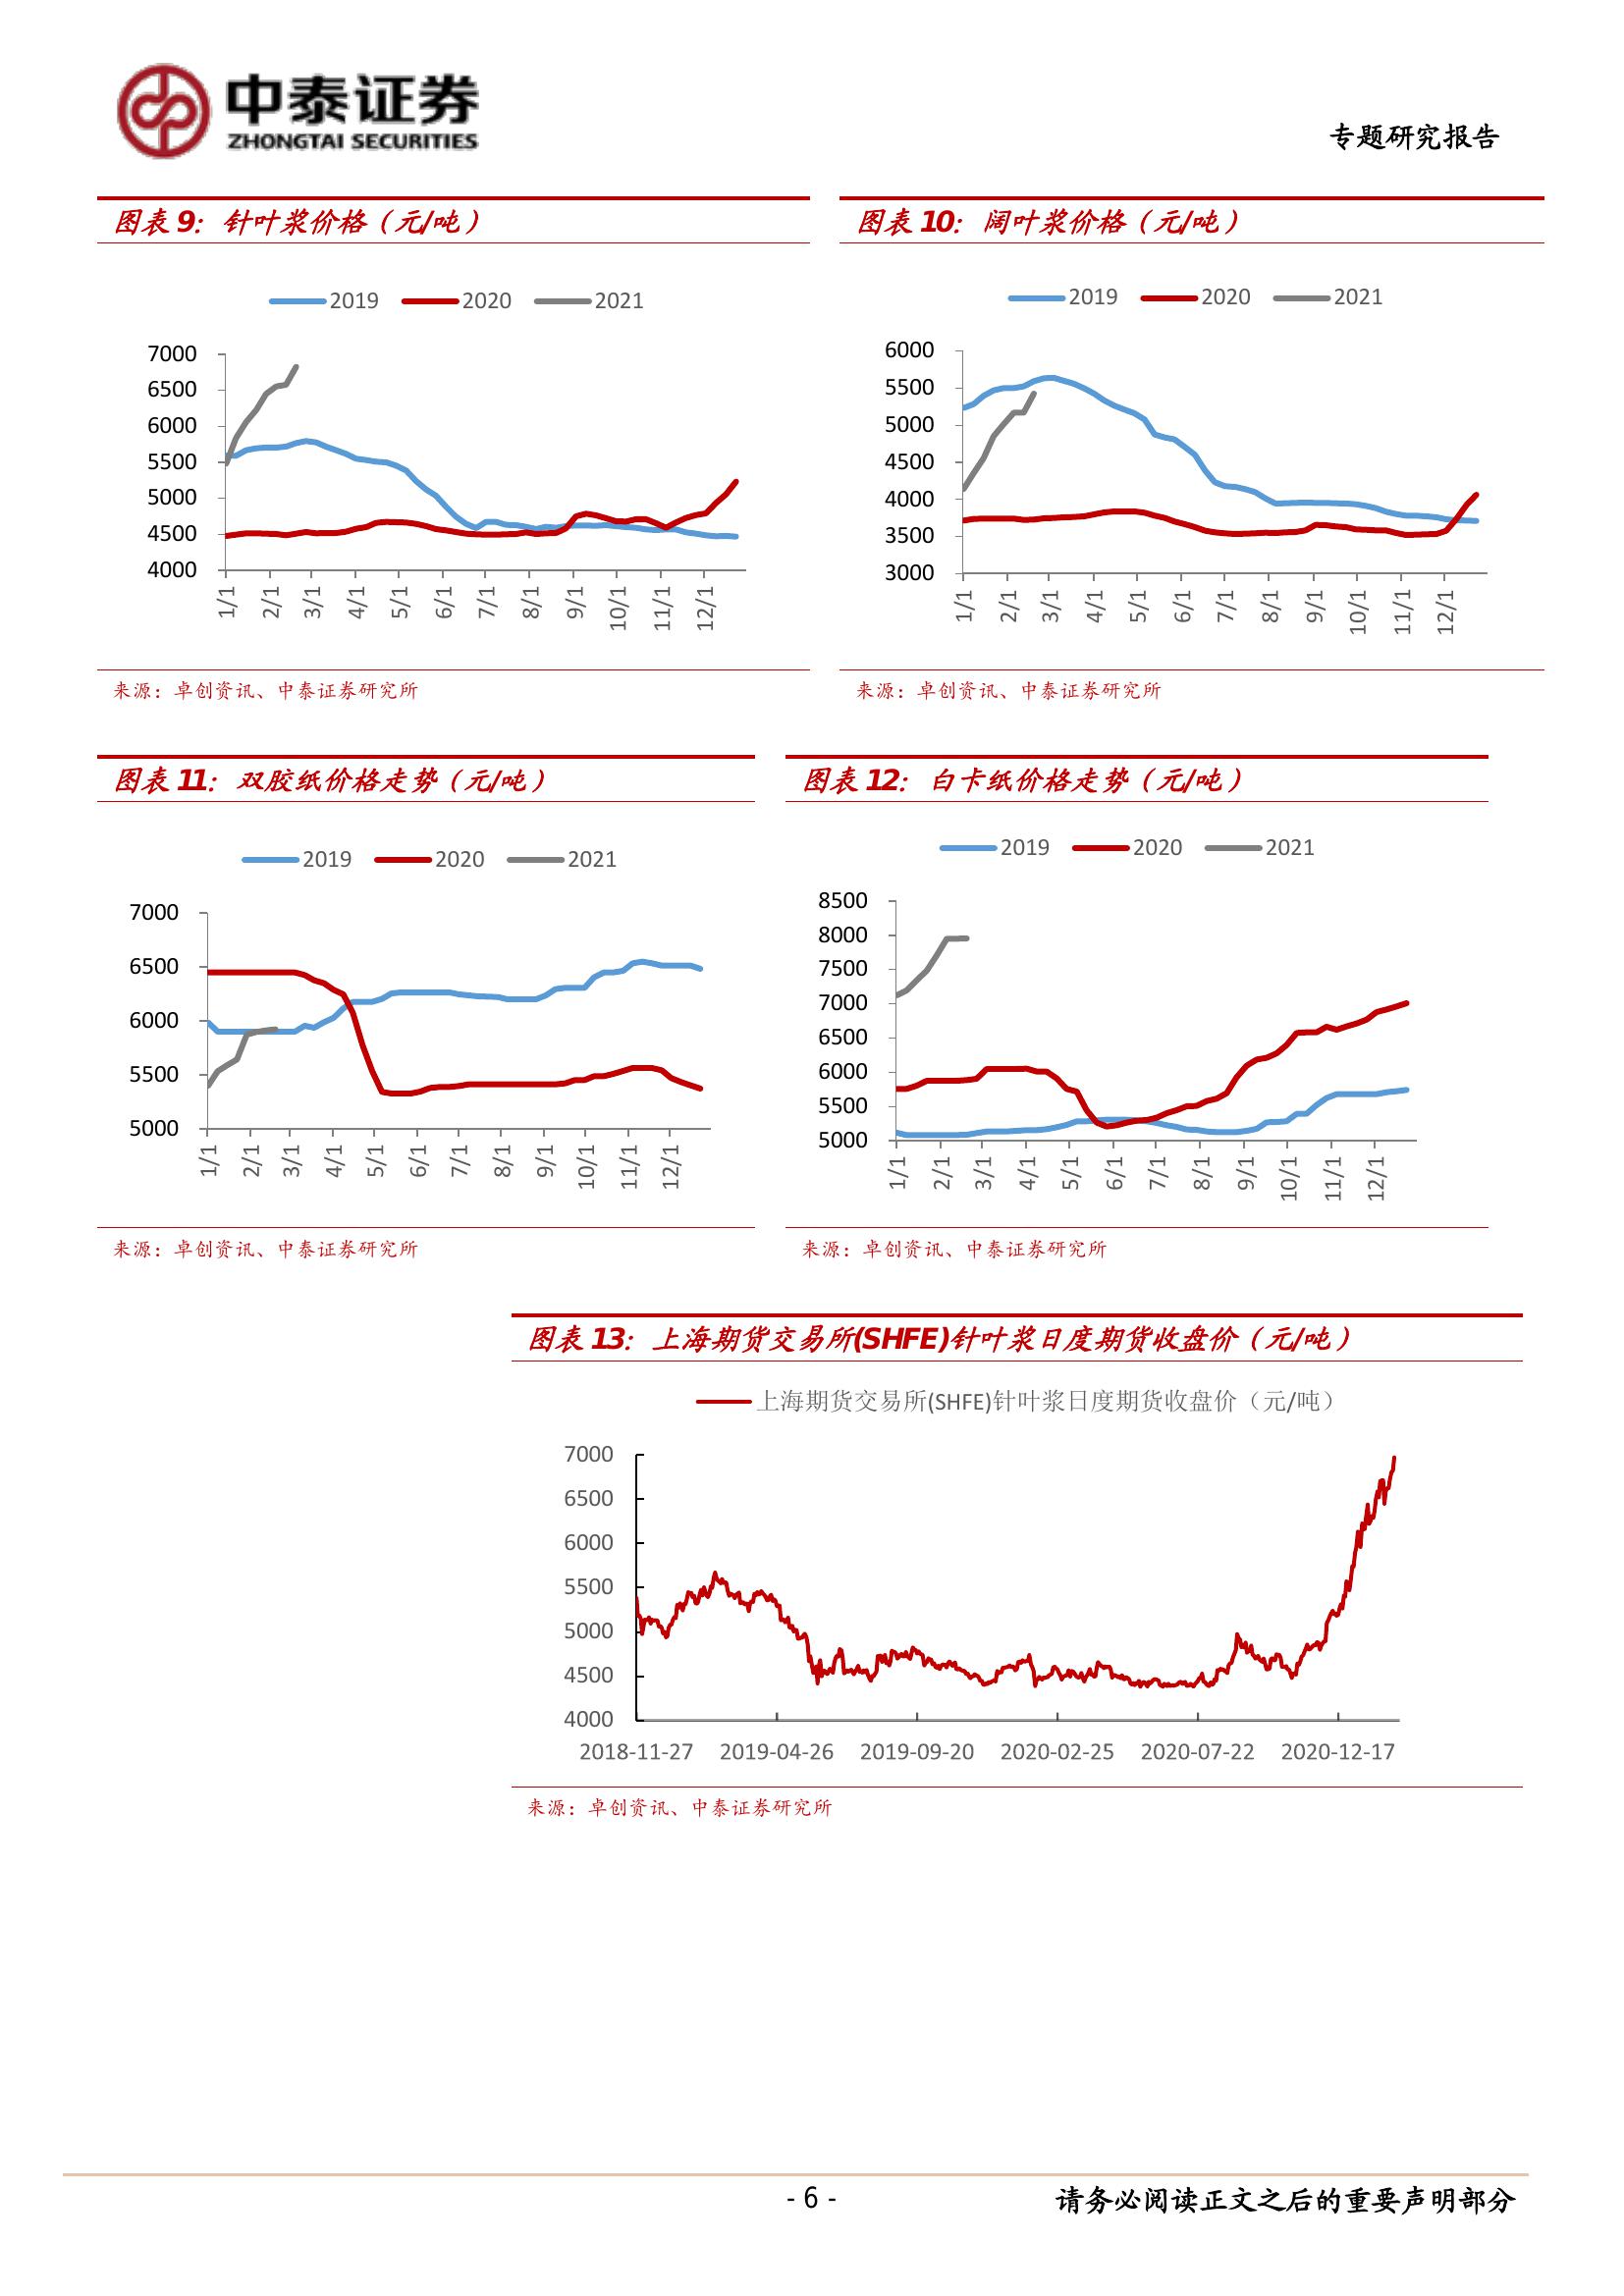 中泰证券
ZHONGTAI SECURITIES
专题研究报告
图表 9：针叶浆价格（元/吨）
2019 2020 2021
7000
6500
6000
5500
5000
4500
4000
1/1 2/1 3/1 4/1 5/1 6/1 7/1 8/1 9/1 10/1 11/1 12/1
来源：卓创资讯、中泰证券研究所
图表 10：阔叶浆价格（元/吨）
2019 2020 2021
6000
5500
5000
4500
4000
3500
3000
1/1 2/1 3/1 4/1 5/1 6/1 7/1 8/1 9/1 10/1 11/1 12/1
来源：卓创资讯、中泰证券研究所
图表 11：双胶纸价格走势（元/吨）
2019 2020 2021
7000
6500
6000
5500
5000
1/1 2/1 3/1 4/1 5/1 6/1 7/1 8/1 9/1 10/1 11/1 12/1
来源：卓创资讯、中泰证券研究所
图表 12：白卡纸价格走势（元/吨）
2019 2020 2021
8500
8000
7500
7000
6500
6000
5500
5000
1/1 2/1 3/1 4/1 5/1 6/1 7/1 8/1 9/1 10/1 11/1 12/1
来源：卓创资讯、中泰证券研究所
图表 13：上海期货交易所(SHFE)针叶浆日度期货收盘价（元/吨）
上海期货交易所(SHFE)针叶浆日度期货收盘价（元/吨）
7000
6500
6000
5500
5000
4500
4000
2018-11-27 2019-04-26 2019-09-20 2020-02-25 2020-07-22 2020-12-17
来源：卓创资讯、中泰证券研究所
- 6 -
请务必阅读正文之后的重要声明部分